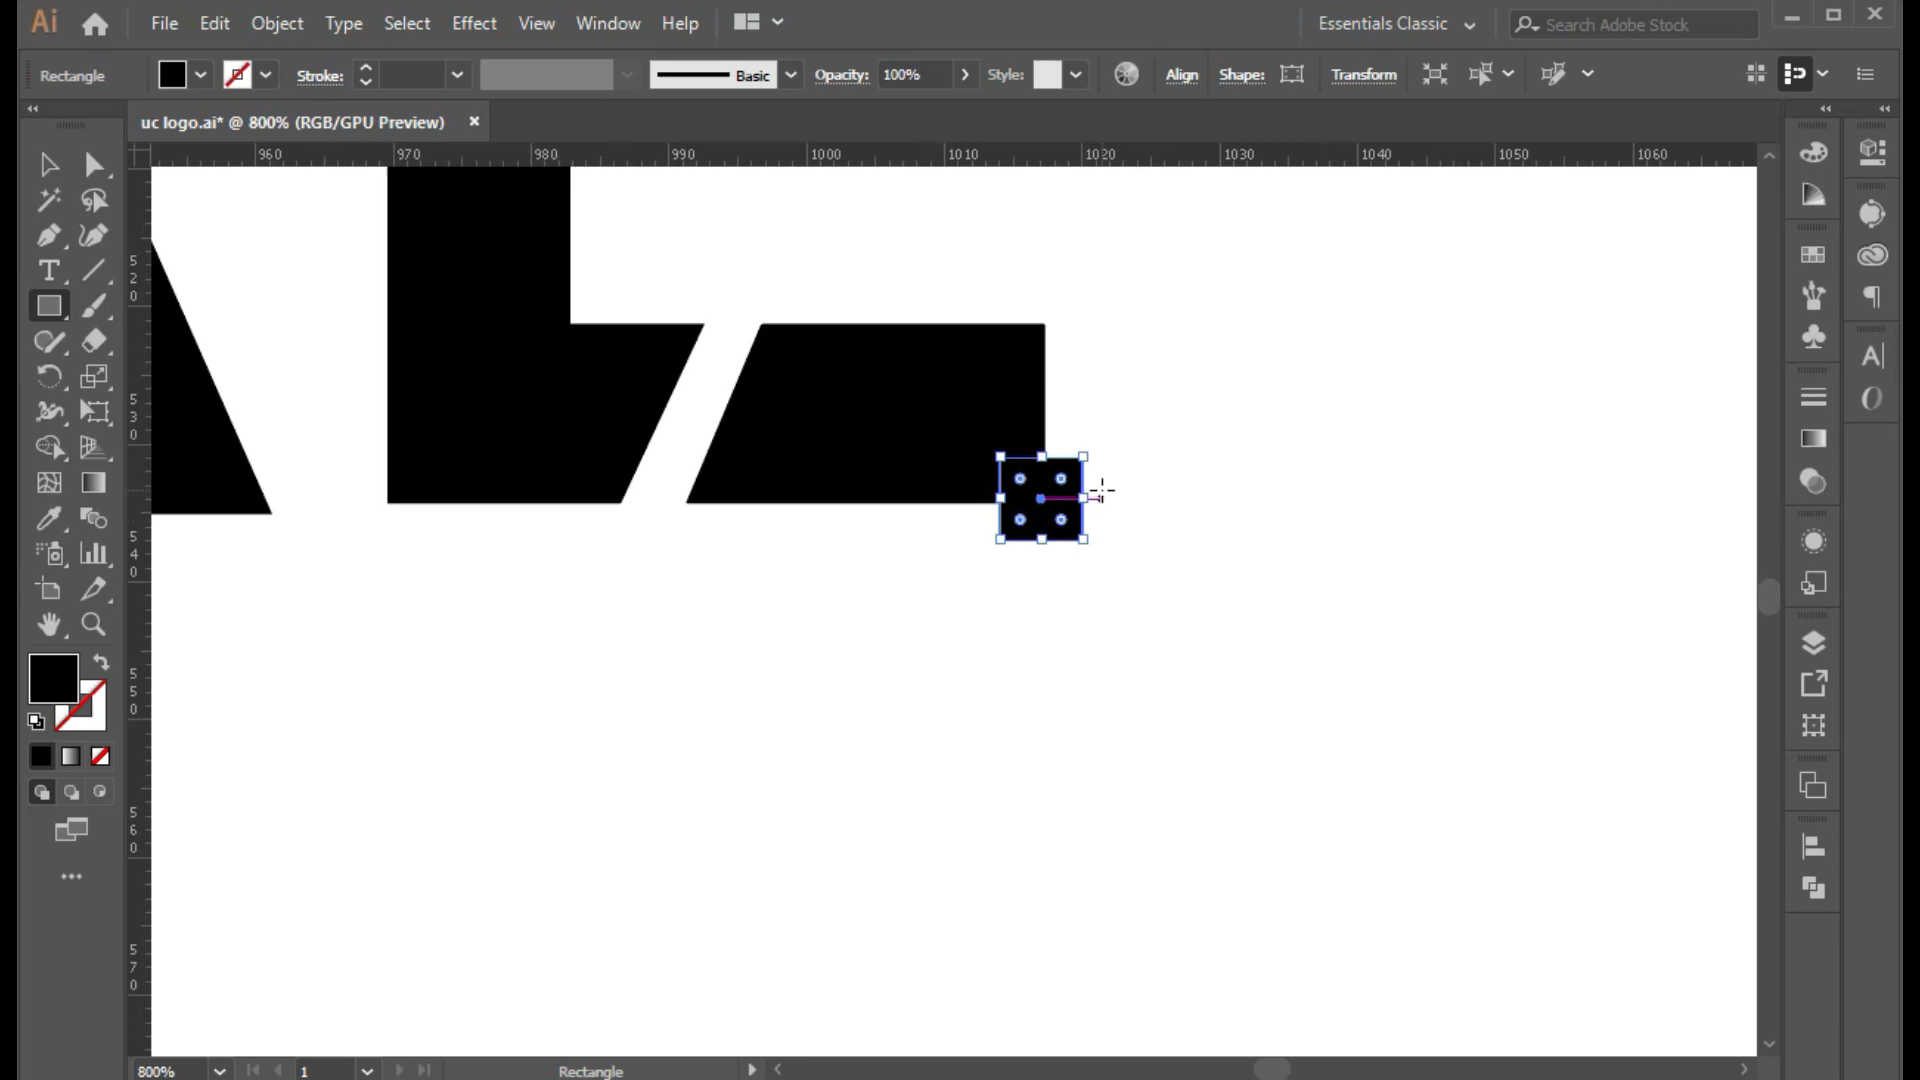 Ai File Edit Object Type Select Effect View Window Help Essentials Classic Search Adobe Stock
Rectangle Stroke: Basic Opacity: 100% Style: Align Shape: Transform
uc logo.ai* @ 800% (RGB/GPU Preview)
960 970 980 990 1000 1010 1020 1030 1040 1050 1060
520
530
540
550
560
570
800% 1 Rectangle